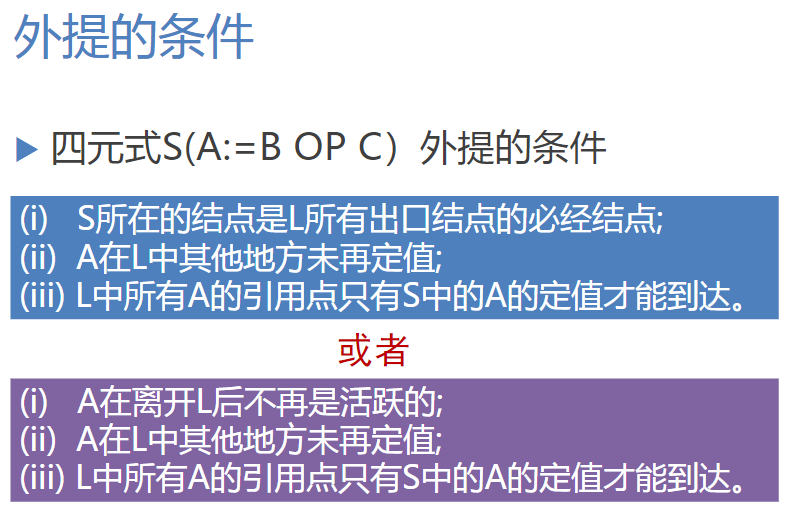 外提的条件
四元式S(A:=B OP C）外提的条件
(i) S所在的结点是L所有出口结点的必经结点;
(ii) A在L中其他地方未再定值;
(iii) L中所有A的引用点只有S中的A的定值才能到达。
或者
(i) A在离开L后不再是活跃的;
(ii) A在L中其他地方未再定值;
(iii) L中所有A的引用点只有S中的A的定值才能到达。